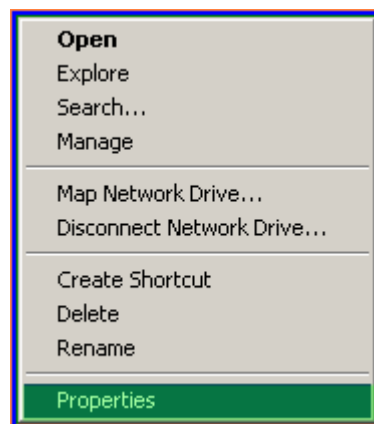 Open
Explore
Search...
Manage
Map Network Drive...
Disconnect Network Drive...
Create Shortcut
Delete
Rename
Properties